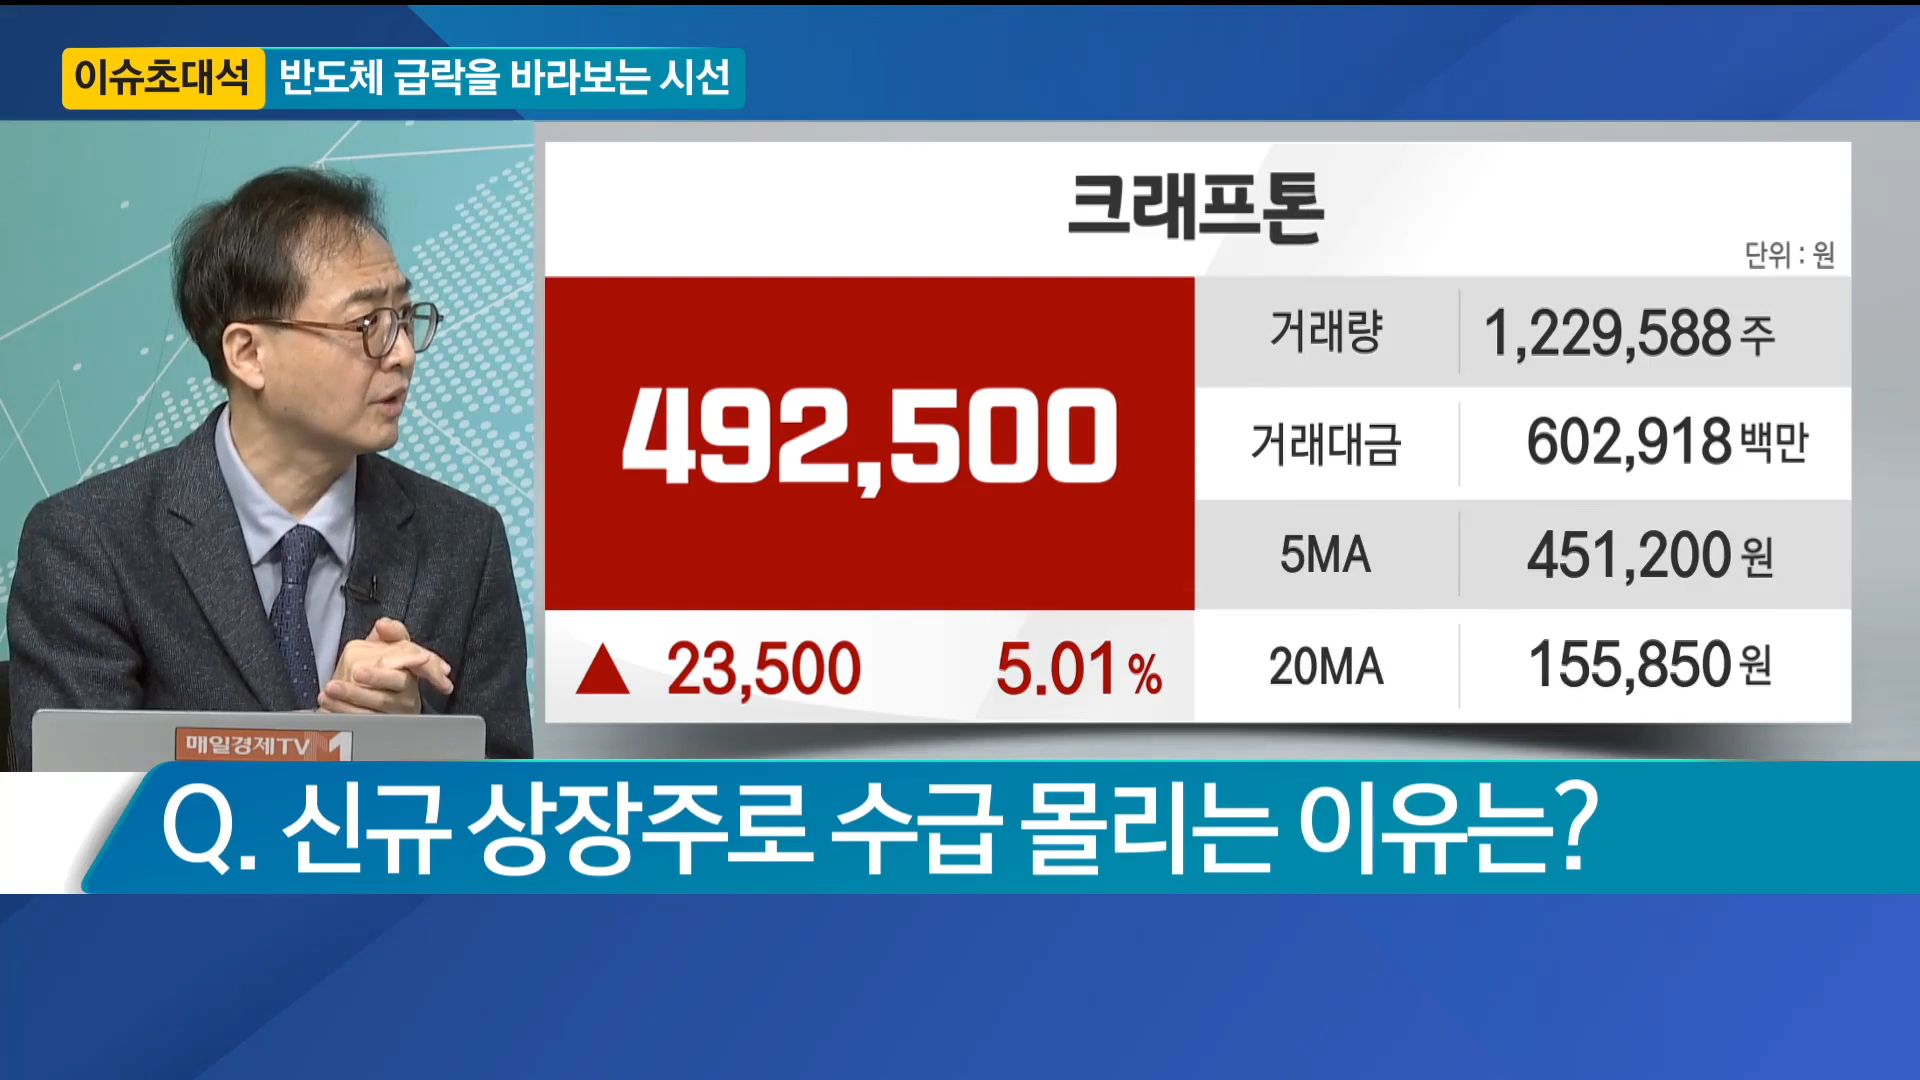 이슈초대석 반도체 급락을 바라보는 시선
크래프톤
단위 : 원
492,500
▲ 23,500 5.01%
거래량 1,229,588 주
거래대금 602,918 백만
5MA 451,200 원
20MA 155,850 원
매일경제TV 1
Q. 신규 상장주로 수급 몰리는 이유는?